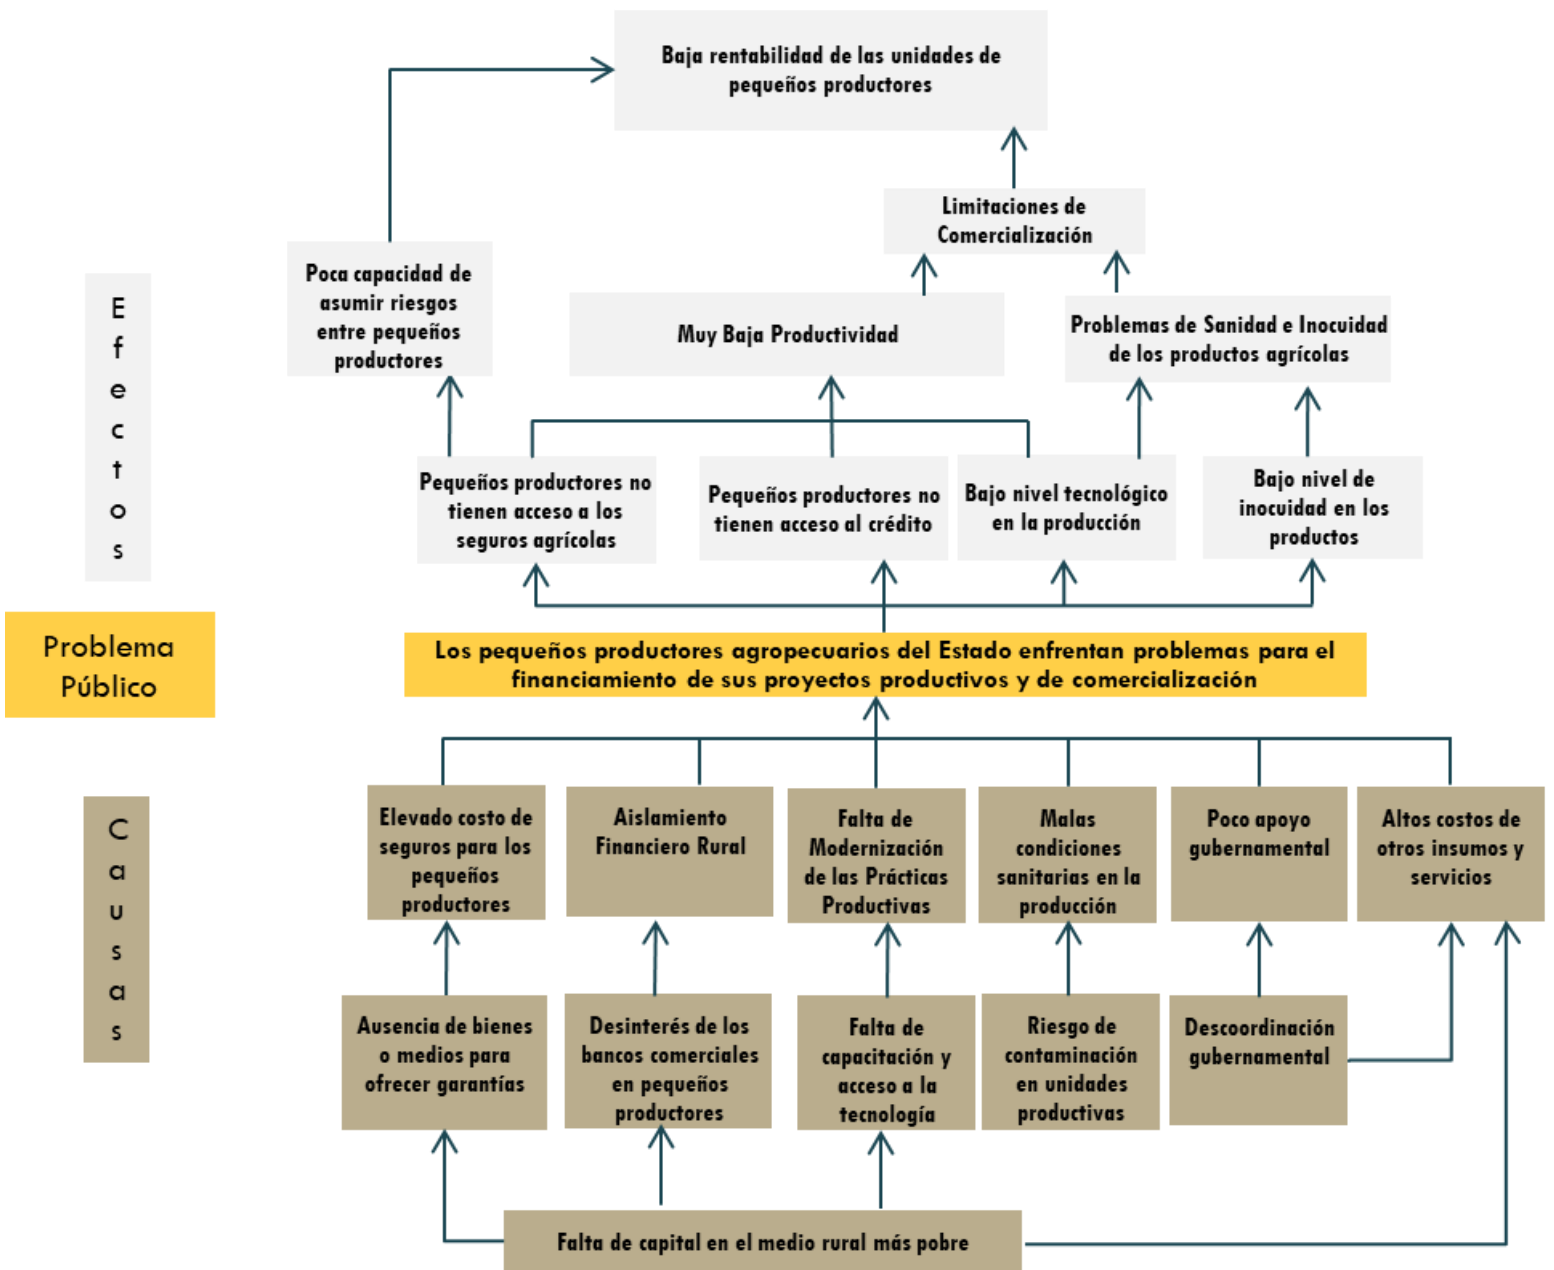 Baja rentabilidad de las unidades de
pequeños productores
Limitaciones de
Comercialización
Poca capacidad de
asumir riesgos
entre pequeños
productores
Muy Baja Productividad
Problemas de Sanidad e Inocuidad
de los productos agrícolas
Efectos
Pequeños productores no
tienen acceso a los
seguros agrícolas
Pequeños productores no
tienen acceso al crédito
Bajo nivel tecnológico
en la producción
Bajo nivel de
inocuidad en los
productos
Problema
Público
Los pequeños productores agropecuarios del Estado enfrentan problemas para el
financiamiento de sus proyectos productivos y de comercialización
Causas
Elevado costo de
seguros para los
pequeños
productores
Aislamiento
Financiero Rural
Falta de
Modernización
de las Prácticas
Productivas
Malas
condiciones
sanitarias en la
producción
Poco apoyo
gubernamental
Altos costos de
otros insumos y
servicios
Ausencia de bienes
o medios para
ofrecer garantías
Desinterés de los
bancos comerciales
en pequeños
productores
Falta de
capacitación y
acceso a la
tecnología
Riesgo de
contaminación
en unidades
productivas
Descoordinación
gubernamental
Falta de capital en el medio rural más pobre